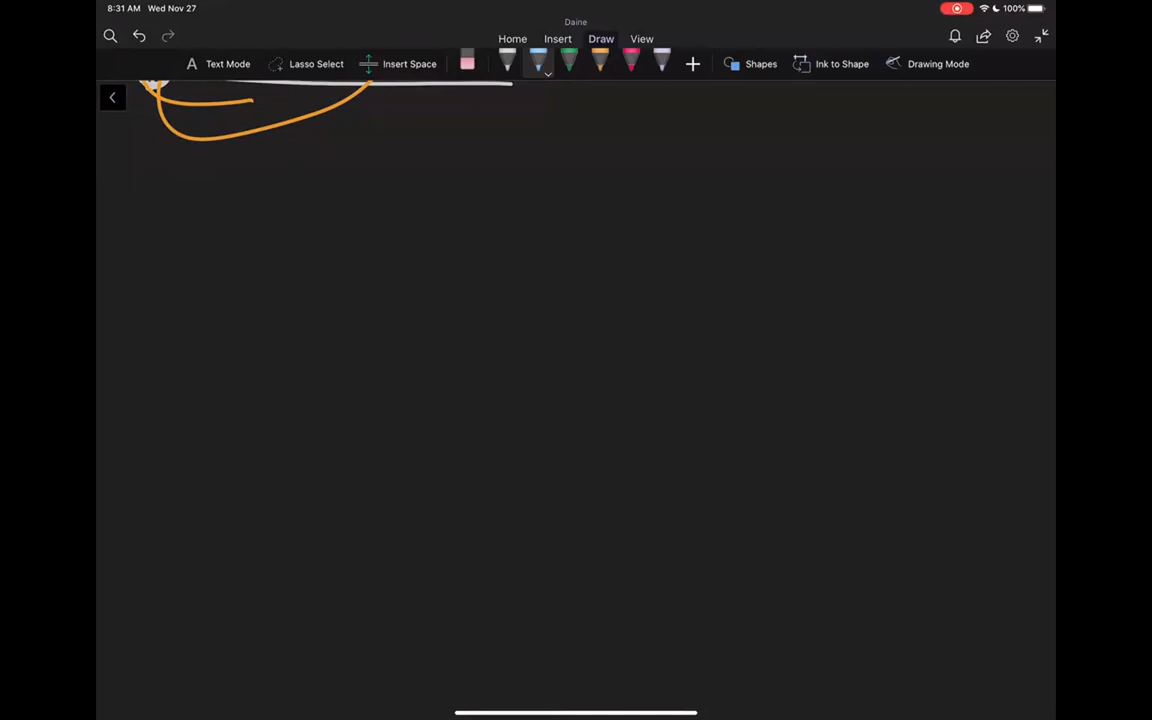 8:31 AM Wed Nov 27 100%
Daine
Home Insert Draw View
Text Mode Lasso Select Insert Space Shapes Ink to Shape Drawing Mode